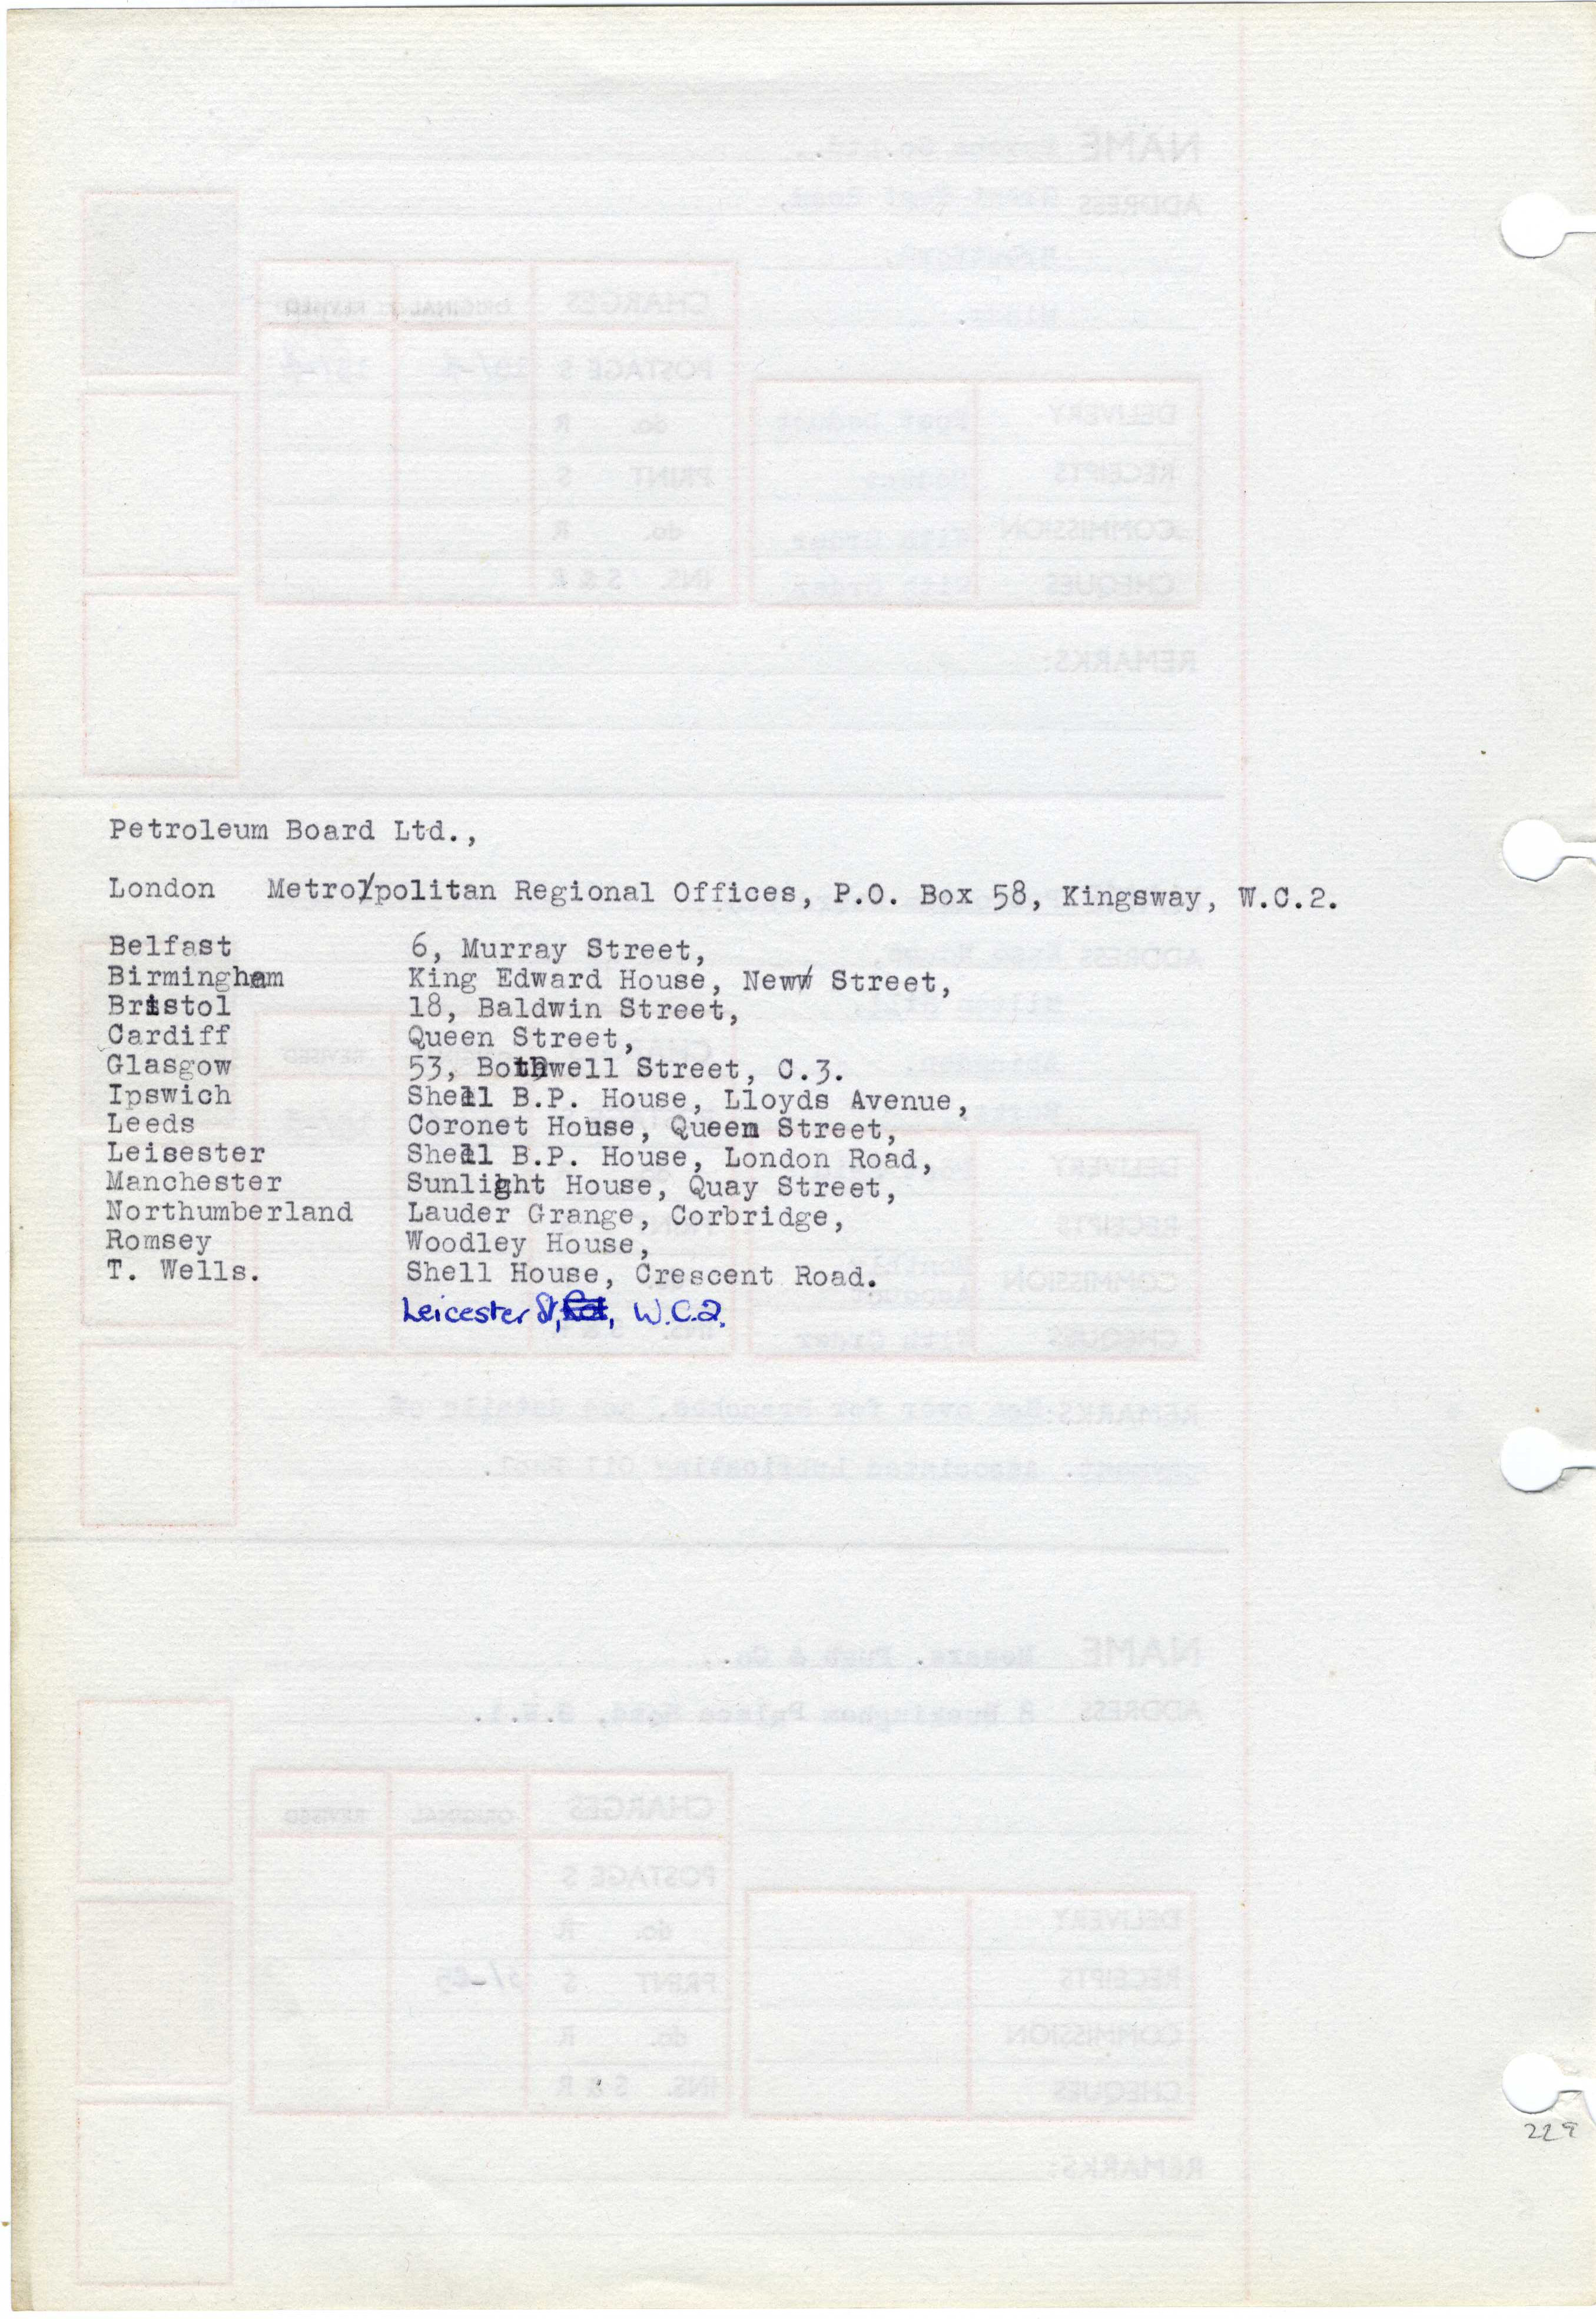 Petroleum Board Ltd.,
London Metropolitan Regional Offices, P.O. Box 58, Kingsway, W.C.2.
Belfast 6, Murray Street,
Birmingham King Edward House, New Street,
Bristol 18, Baldwin Street,
Cardiff Queen Street,
Glasgow 53, Bothwell Street, C.3.
Ipswich Shell B.P. House, Lloyds Avenue,
Leeds Coronet House, Queen Street,
Leisester Shell B.P. House, London Road,
Manchester Sunlight House, Quay Street,
Northumberland Lauder Grange, Corbridge,
Romsey Woodley House,
T. Wells. Shell House, Crescent Road.
Leicester St, W.C.2.
229